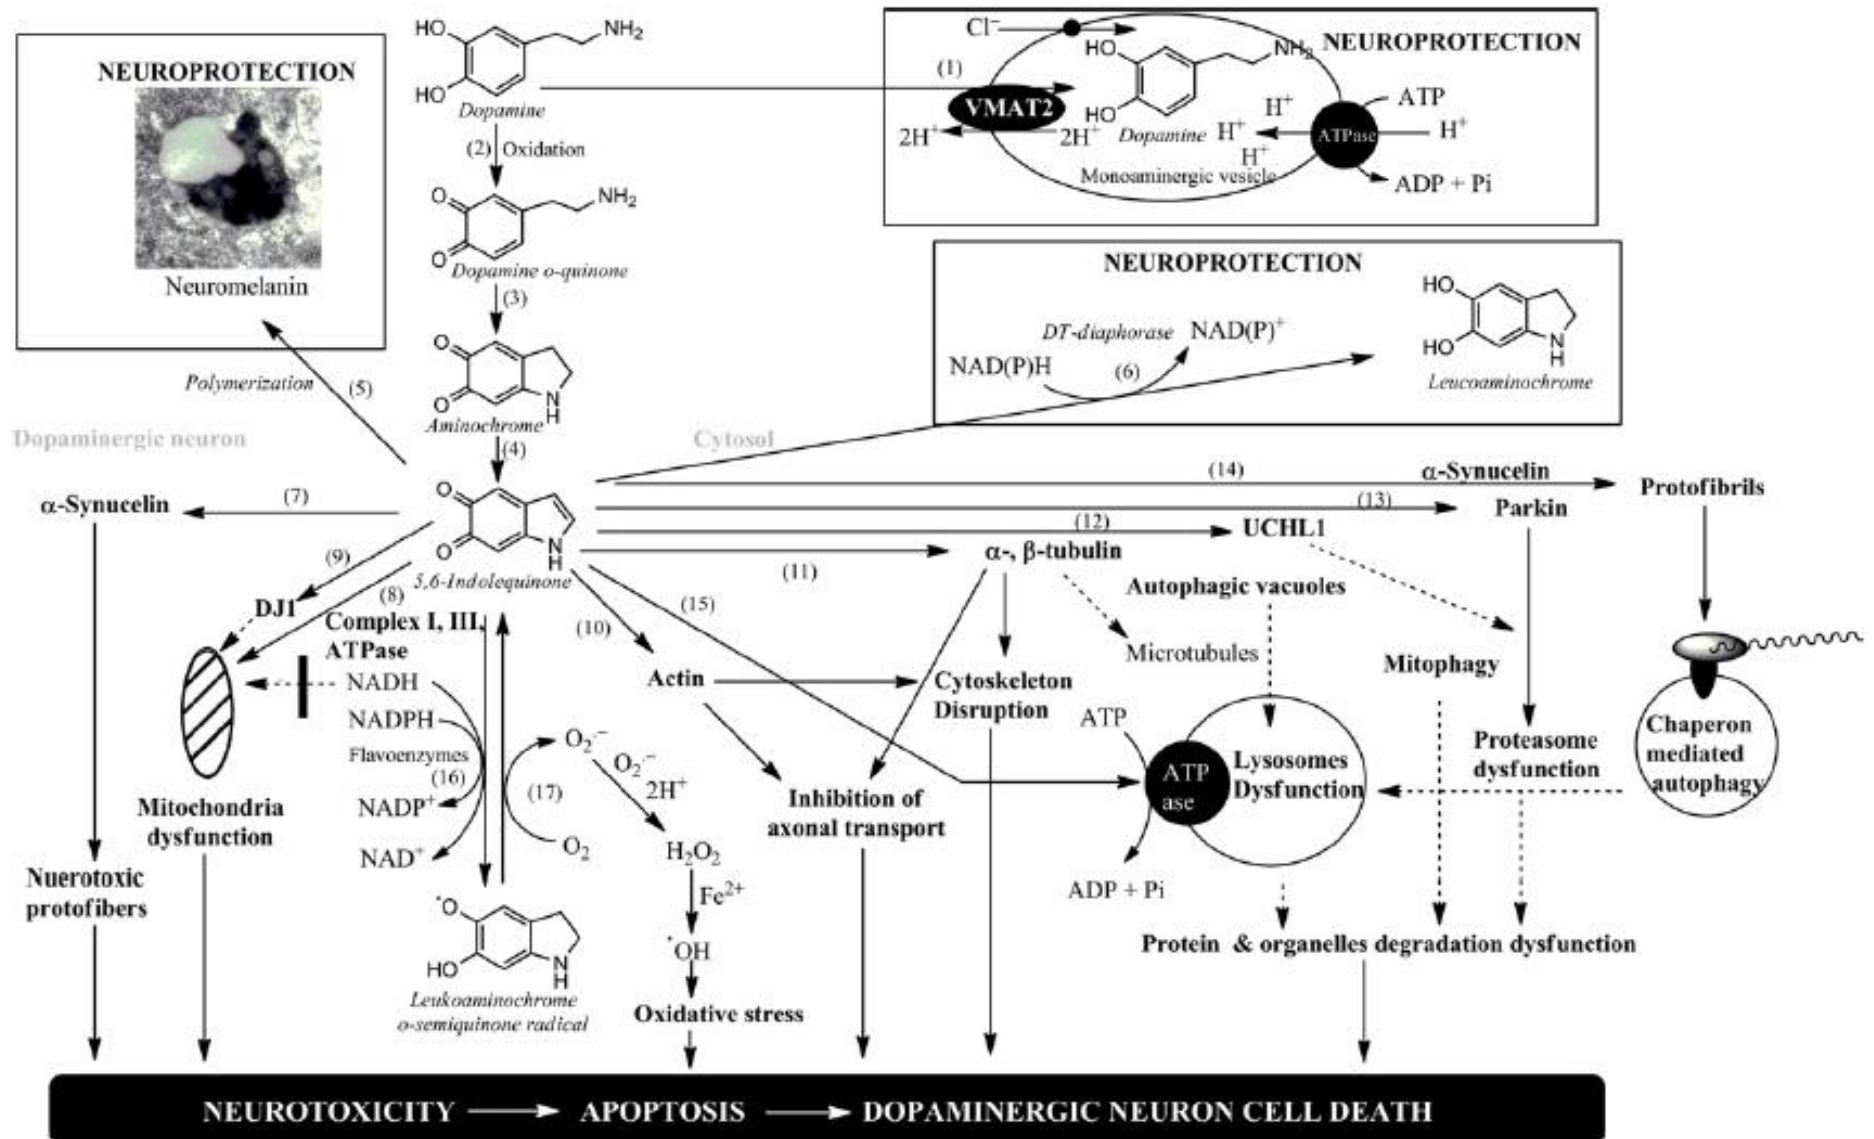 NEUROPROTECTION
Neuromelanin
Polymerization
(5)
Dopaminergic neuron
HO
HO
NH2
Dopamine
(1)
(2) Oxidation
O
O
NH2
Dopamine o-quinone
(3)
O
O
N
H
Aminochrome
(4)
Cytosol
O
O
N
H
5,6-Indolequinone
Cl⁻
NEUROPROTECTION
HO
HO
NH2
VMAT2
2H⁺
2H⁺
Dopamine
H⁺
H⁺
H⁺
ATPase
ATP
H⁺
ADP + Pi
Monoaminergic vesicle
NEUROPROTECTION
DT-diaphorase
NAD(P)⁺
NAD(P)H
(6)
HO
HO
N
H
Leucoaminochrome
(7)
α-Synucelin
(9)
DJ1
(8)
Complex I, III,
ATPase
NADH
NADPH
Flavoenzymes
(16)
NADP⁺
NAD⁺
Mitochondria
dysfunction
Nuerotoxic
protofibers
(17)
O₂·⁻
O₂·⁻
2H⁺
O₂
H₂O₂
Fe²⁺
·OH
Oxidative stress
·O
HO
N
H
Leukoaminochrome
o-semiquinone radical
(10)
Actin
(15)
(11)
α-, β-tubulin
(12)
UCHL1
(13)
Parkin
(14)
α-Synucelin
Protofibrils
Autophagic vacuoles
Microtubules
Cytoskeleton
Disruption
Inhibition of
axonal transport
ATP
ATP
ase
ADP + Pi
Lysosomes
Dysfunction
Mitophagy
Proteasome
dysfunction
Chaperon
mediated
autophagy
Protein & organelles degradation dysfunction
NEUROTOXICITY APOPTOSIS DOPAMINERGIC NEURON CELL DEATH